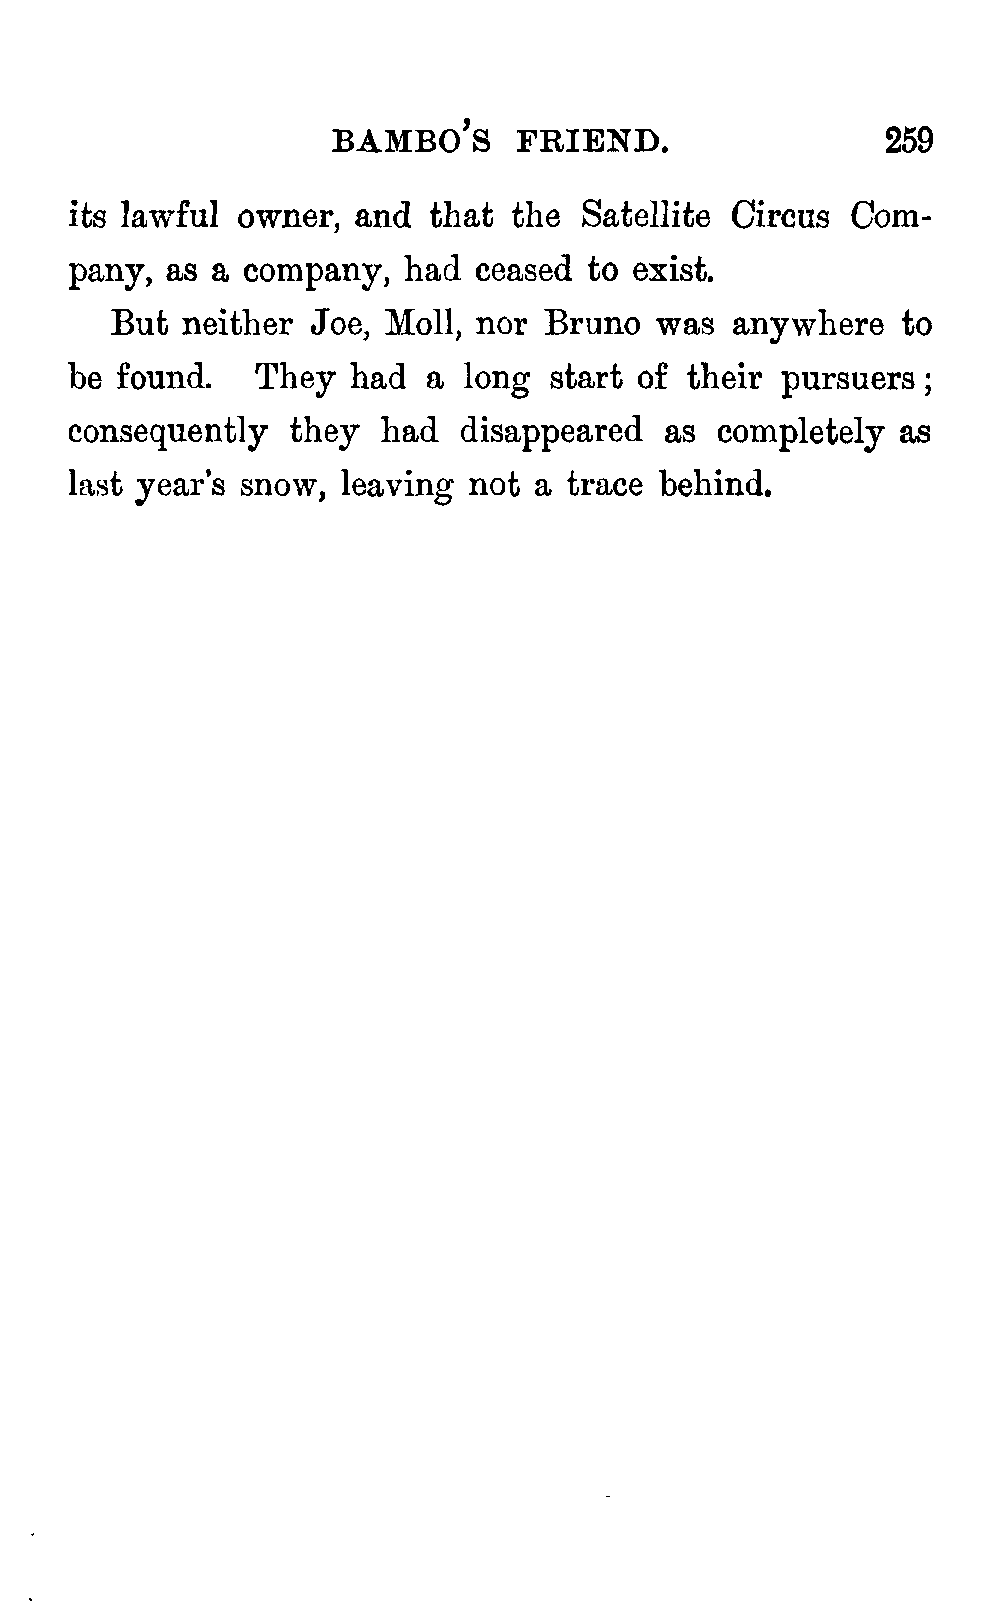 BAMBO'S FRIEND. 259
its lawful owner, and that the Satellite Circus Com-
pany, as a company, had ceased to exist.
But neither Joe, Moll, nor Bruno was anywhere to
be found. They had a long start of their pursuers;
consequently they had disappeared as completely as
last year's snow, leaving not a trace behind.